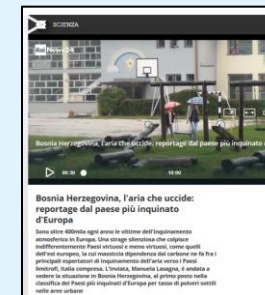 SCIENZA
News24
Bosnia Herzegovina, l'aria che uccide: reportage dal paese più inquinato d
00:30
10:00
Bosnia Herzegovina, l'aria che uccide:
reportage dal paese più inquinato
d'Europa
Sono oltre 400mila ogni anno le vittime dell'inquinamento
atmosferico in Europa. Una strage silenziosa che colpisce
indifferentemente Paesi virtuosi e meno virtuosi, come quelli
dell'est europeo, la cui massiccia dipendenza dal carbone ne fa fra i
principali esportatori di inquinamento dell'aria verso i Paesi
limitrofi, Italia compresa. L'inviata, Manuela Lasagna, è andata a
vedere la situazione in Bosnia Herzegovina, al primo posto nella
classifica dei Paesi più inquinati d'Europa per tasso di polveri sottili
nelle aree urbane